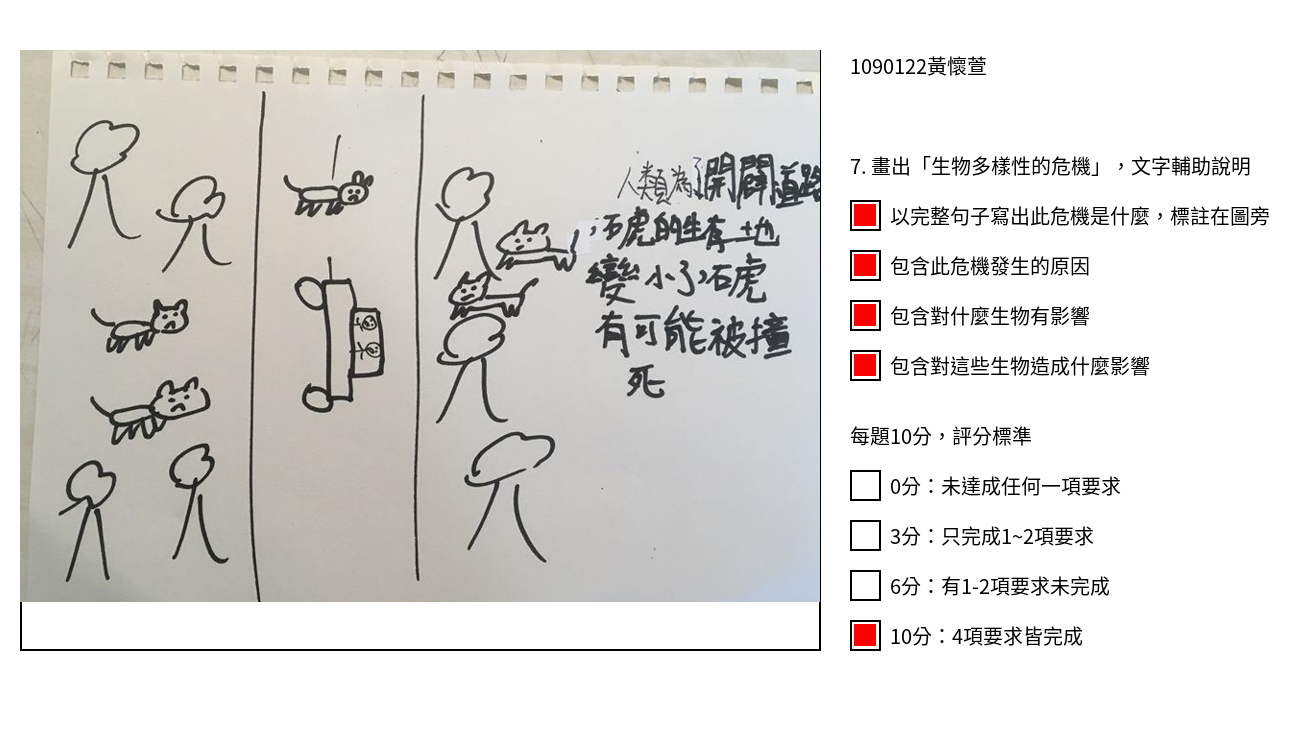 人類為了開闢道路
，石虎的生存土地
變小了，石虎
有可能被撞
死
1090122黃懷萱
7. 畫出「生物多樣性的危機」，文字輔助說明
以完整句子寫出此危機是什麼，標註在圖旁
包含此危機發生的原因
包含對什麼生物有影響
包含對這些生物造成什麼影響
每題10分，評分標準
0分：未達成任何一項要求
3分：只完成1~2項要求
6分：有1-2項要求未完成
10分：4項要求皆完成